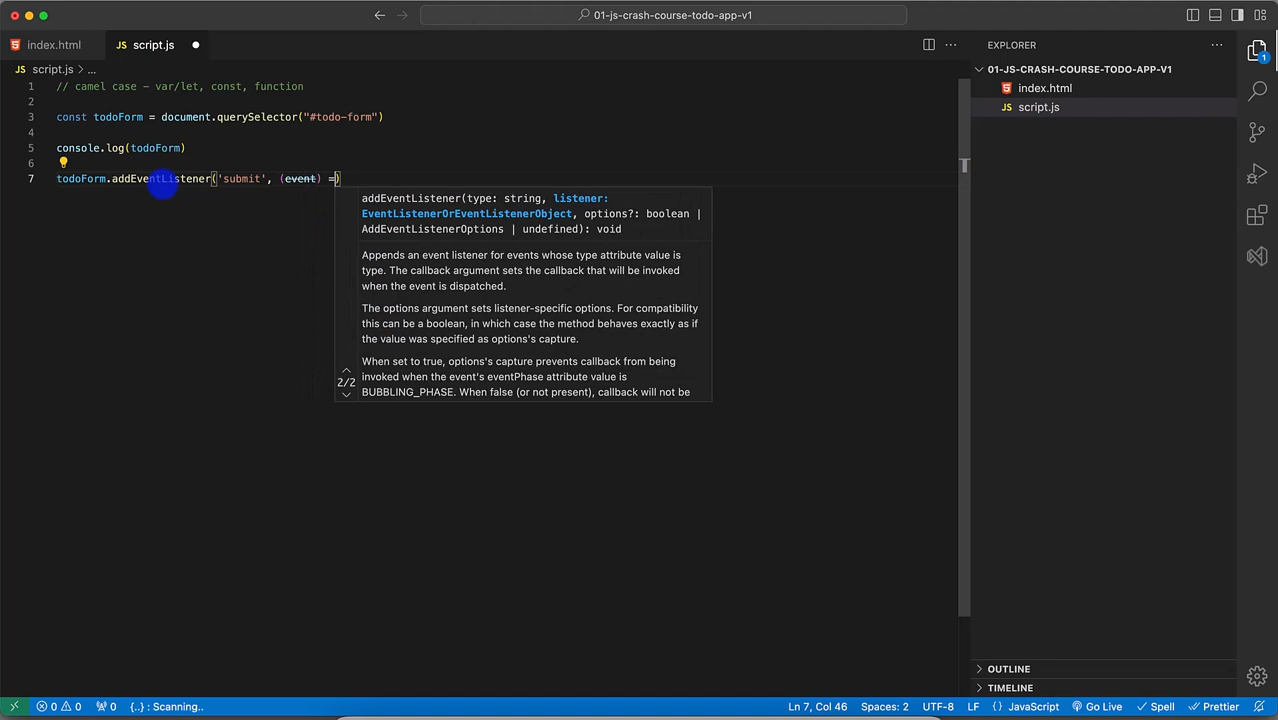 01-js-crash-course-todo-app-v1
index.html
JS script.js
EXPLORER
JS script.js > ...
01-JS-CRASH-COURSE-TODO-APP-V1
index.html
JS script.js
1 // camel case - var/let, const, function
2
3 const todoForm = document.querySelector("#todo-form")
4
5 console.log(todoForm)
6
7 todoForm.addEventListener('submit', (event) =)
addEventListener(type: string, listener:
EventListenerOrEventListenerObject, options?: boolean |
AddEventListenerOptions | undefined): void
Appends an event listener for events whose type attribute value is
type. The callback argument sets the callback that will be invoked
when the event is dispatched.
The options argument sets listener-specific options. For compatibility
this can be a boolean, in which case the method behaves exactly as if
the value was specified as options's capture.
When set to true, options's capture prevents callback from being
invoked when the event's eventPhase attribute value is
BUBBLING_PHASE. When false (or not present), callback will not be
2/2
1
OUTLINE
TIMELINE
0 0 0 {..} : Scanning.. Ln 7, Col 46 Spaces: 2 UTF-8 LF {} JavaScript Go Live Spell Prettier